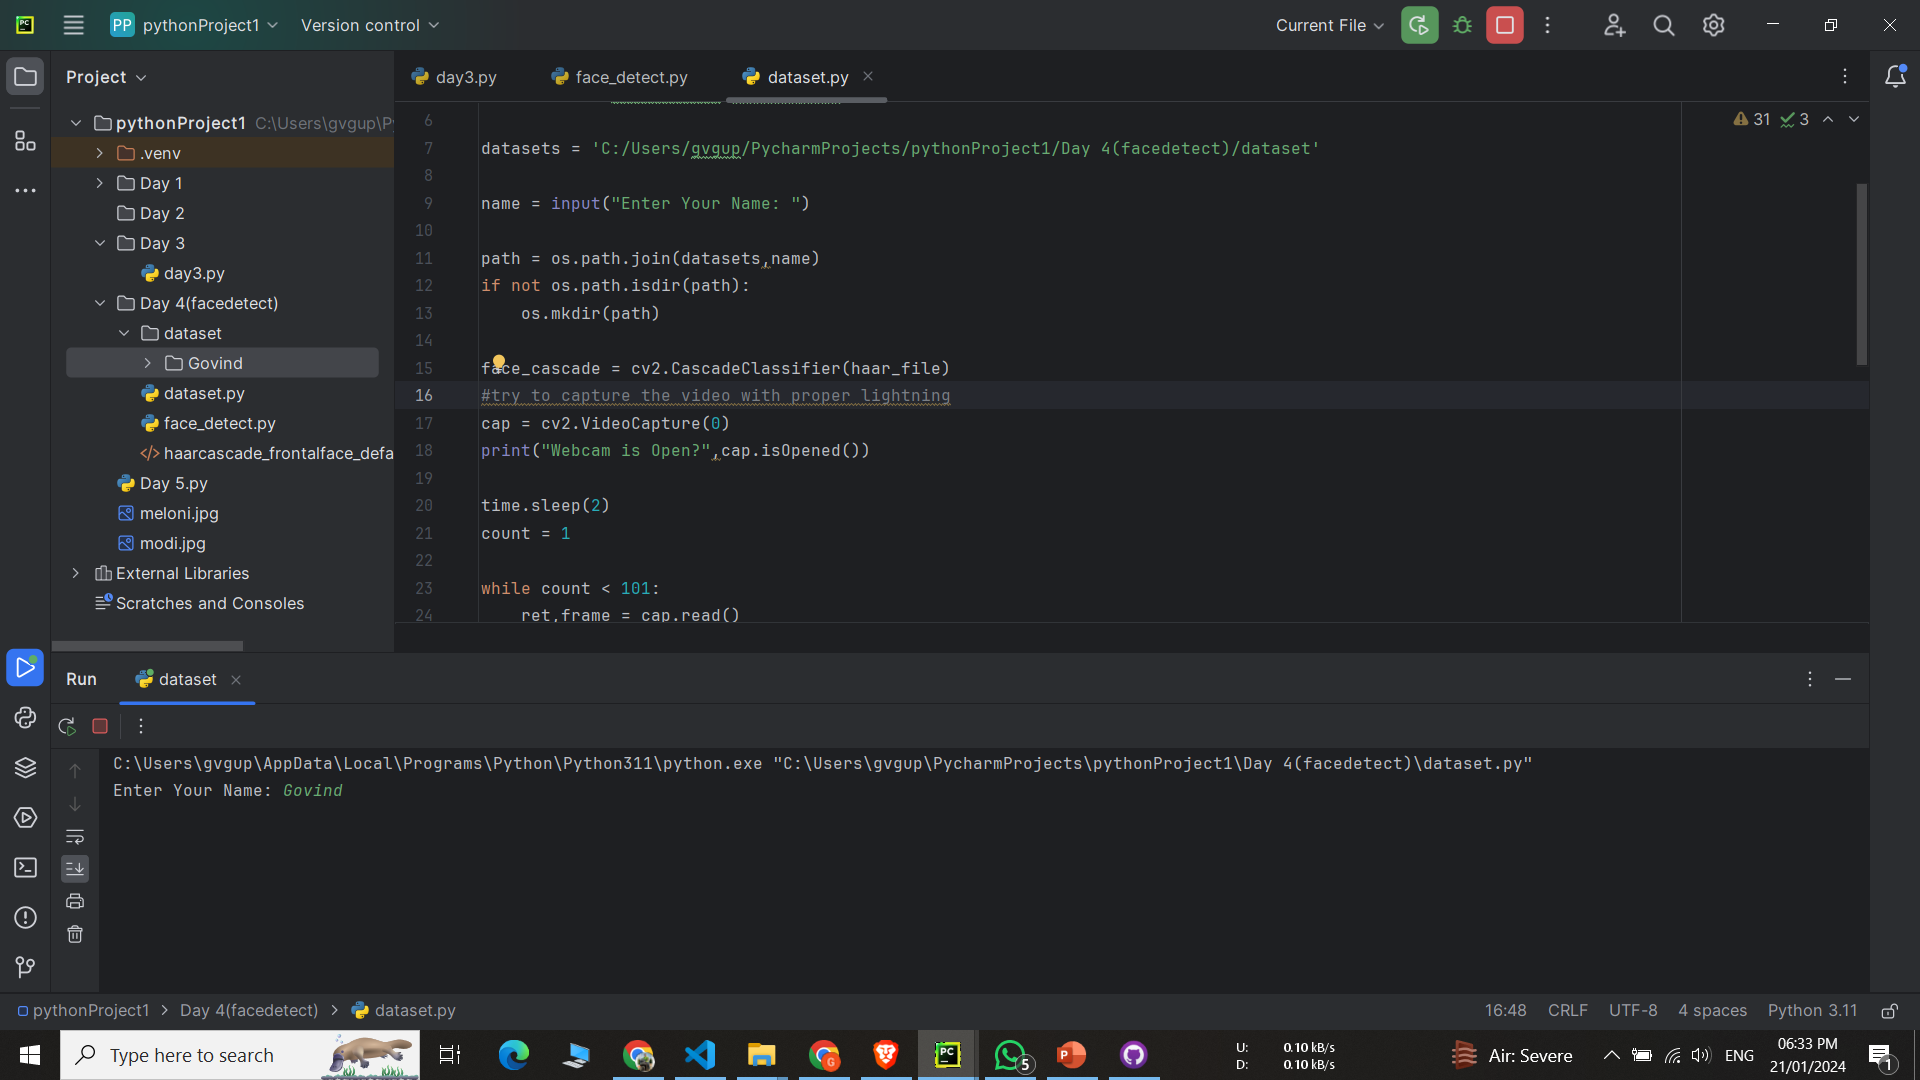 PP pythonProject1 Version control Current File
Project
day3.py face_detect.py dataset.py
pythonProject1 C:\Users\gvgup\P
.venv
Day 1
Day 2
Day 3
day3.py
Day 4(facedetect)
dataset
Govind
dataset.py
face_detect.py
haarcascade_frontalface_defa
Day 5.py
meloni.jpg
modi.jpg
External Libraries
Scratches and Consoles
31 3
6
7 datasets = 'C:/Users/gvgup/PycharmProjects/pythonProject1/Day 4(facedetect)/dataset'
8
9 name = input("Enter Your Name: ")
10
11 path = os.path.join(datasets,name)
12 if not os.path.isdir(path):
13 os.mkdir(path)
14
15 face_cascade = cv2.CascadeClassifier(haar_file)
16 #try to capture the video with proper lightning
17 cap = cv2.VideoCapture(0)
18 print("Webcam is Open?",cap.isOpened())
19
20 time.sleep(2)
21 count = 1
22
23 while count < 101:
24 ret,frame = cap.read()
Run dataset
C:\Users\gvgup\AppData\Local\Programs\Python\Python311\python.exe "C:\Users\gvgup\PycharmProjects\pythonProject1\Day 4(facedetect)\dataset.py"
Enter Your Name: Govind
pythonProject1 > Day 4(facedetect) > dataset.py 16:48 CRLF UTF-8 4 spaces Python 3.11
Type here to search
PC
5
U: 0.10 kB/s
D: 0.10 kB/s
Air: Severe
ENG
06:33 PM
21/01/2024
1